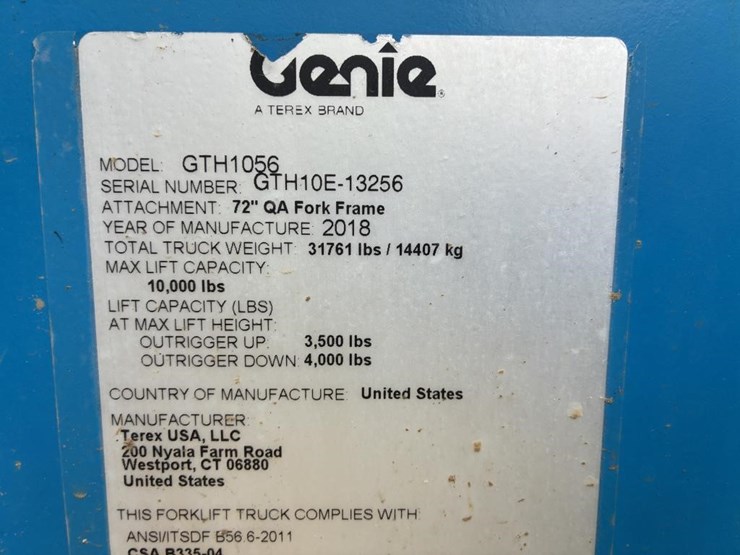 Genie®
A TEREX BRAND
MODEL: GTH1056
SERIAL NUMBER: GTH10E-13256
ATTACHMENT: 72" QA Fork Frame
YEAR OF MANUFACTURE: 2018
TOTAL TRUCK WEIGHT: 31761 lbs / 14407 kg
MAX LIFT CAPACITY:
10,000 lbs
LIFT CAPACITY (LBS)
AT MAX LIFT HEIGHT:
OUTRIGGER UP: 3,500 lbs
OUTRIGGER DOWN: 4,000 lbs
COUNTRY OF MANUFACTURE: United States
MANUFACTURER:
Terex USA, LLC
200 Nyala Farm Road
Westport, CT 06880
United States
THIS FORKLIFT TRUCK COMPLIES WITH:
ANSI/ITSDF B56.6-2011
CSA B335-04